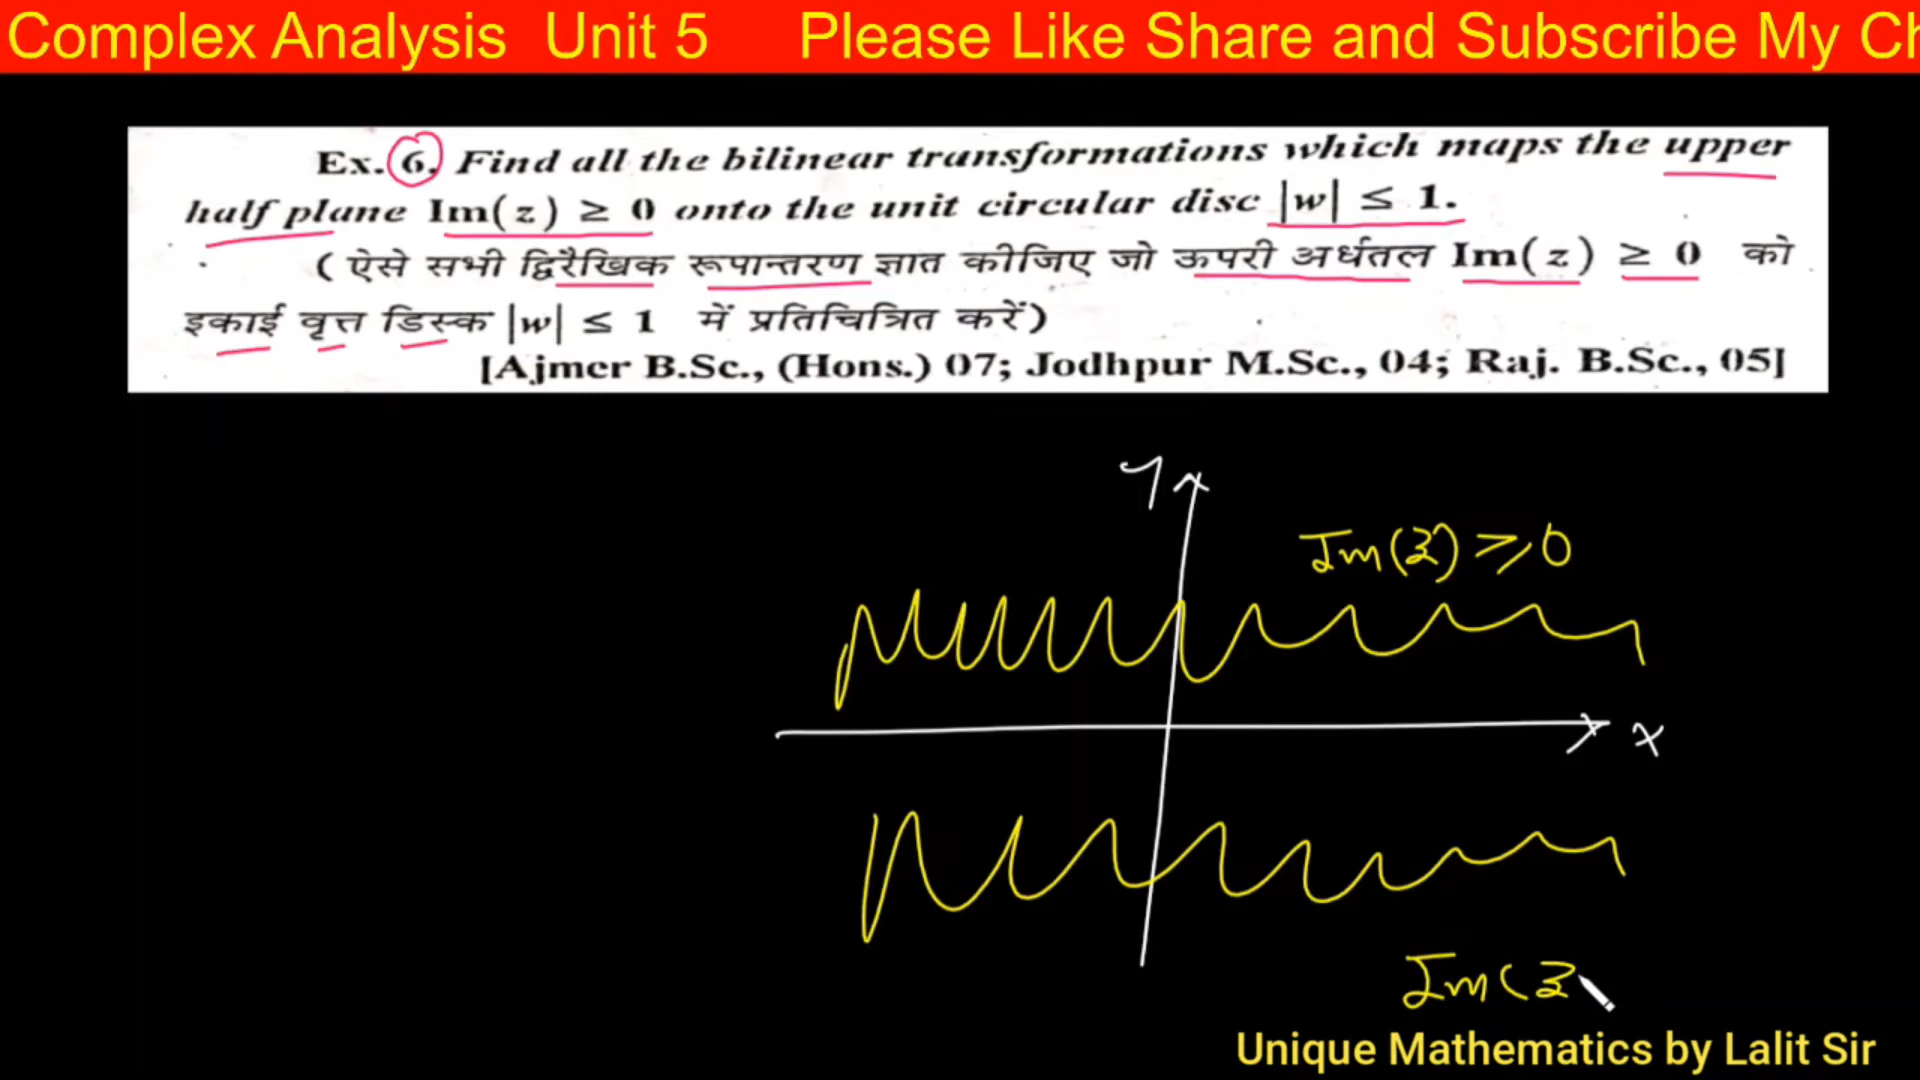 Complex Analysis Unit 5 Please Like Share and Subscribe My Ch
Ex. 6. Find all the bilinear transformations which maps the upper
half plane Im(z) ≥ 0 onto the unit circular disc |w| ≤ 1.
(ऐसे सभी द्विरैखिक रूपान्तरण ज्ञात कीजिए जो ऊपरी अर्धतल Im(z) ≥ 0 को
इकाई वृत्त डिस्क |w| ≤ 1 में प्रतिचित्रित करें)
[Ajmer B.Sc., (Hons.) 07; Jodhpur M.Sc., 04; Raj. B.Sc., 05]
Y
Im(z) ≥ 0
x
Im(z
Unique Mathematics by Lalit Sir